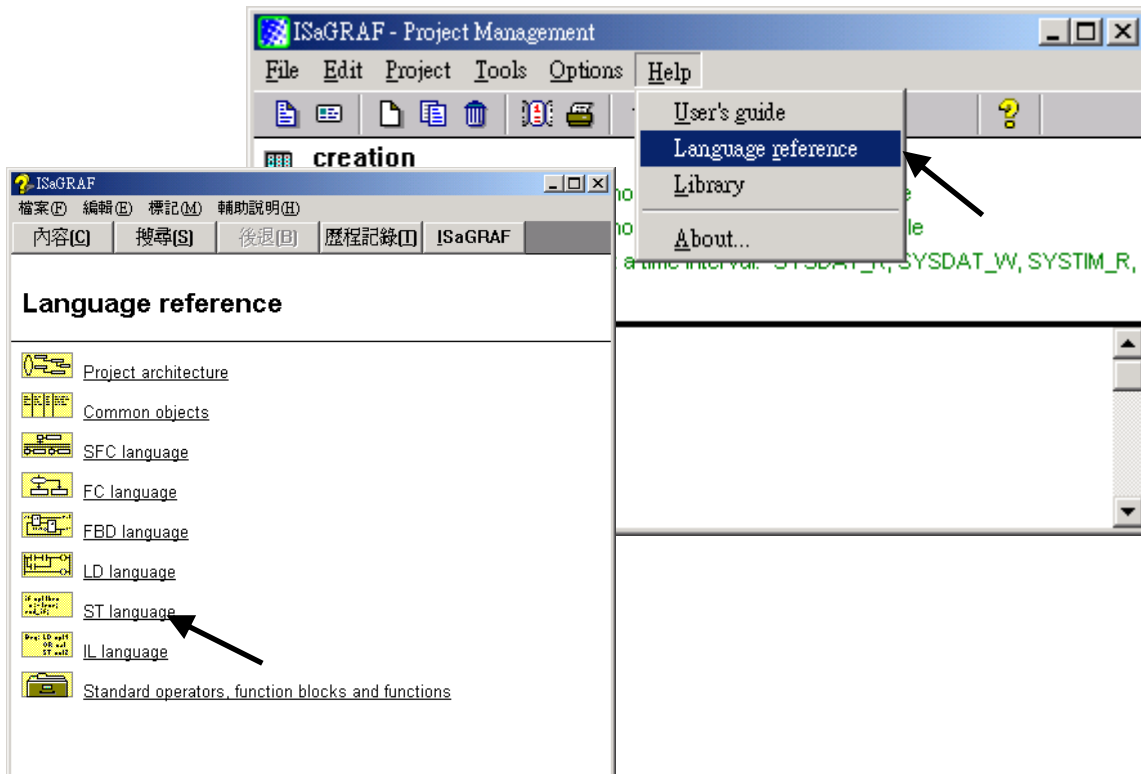 ISaGRAF - Project Management
File Edit Project Tools Options Help
User's guide
Language reference
Library
About...
creation
a time interval: SYSDAT_R, SYSDAT_W, SYSTIM_R,
ISaGRAF
檔案(F) 編輯(E) 標記(M) 輔助說明(H)
內容(C) 搜尋(S) 後退(B) 歷程記錄(T) ISaGRAF
Language reference
Project architecture
Common objects
SFC language
FC language
FBD language
LD language
ST language
IL language
Standard operators, function blocks and functions